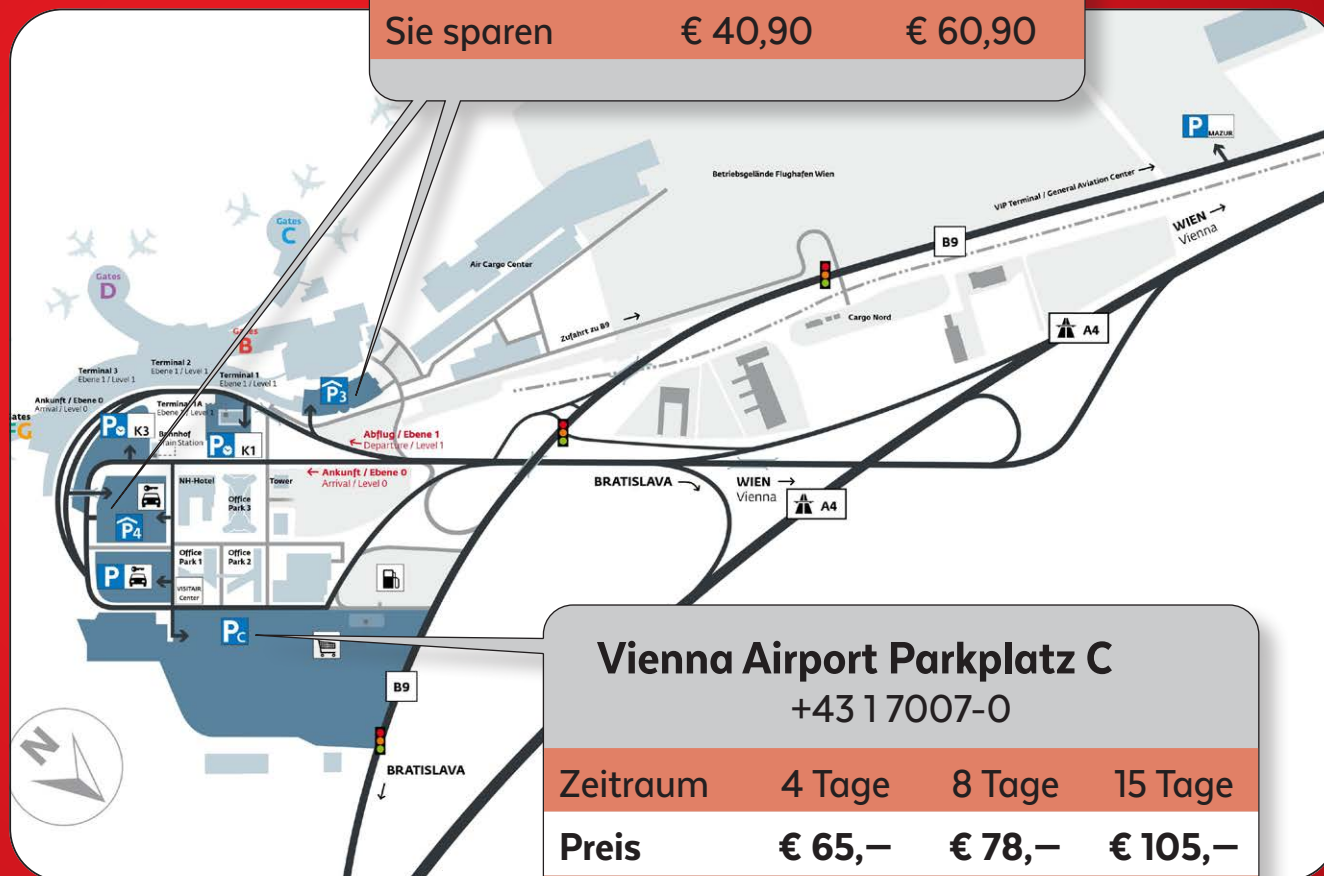 Sie sparen € 40,90 € 60,90
P MAZUR
Betriebsgelände Flughafen Wien
VIP Terminal / General Aviation Center →
WIEN →
Vienna
B9
Gates
C
Gates
D
Air Cargo Center
Gates
B
Zufahrt zu B9 →
Cargo Nord
A4
Terminal 3
Ebene 1 / Level 1
Terminal 2
Ebene 1 / Level 1
Terminal 1
Ebene 1 / Level 1
P3
Ankunft / Ebene 0
Arrival / Level 0
Terminal 1A
G
P K3
Bahnhof
Train Station
P K1
← Abflug / Ebene 1
Departure / Level 1
← Ankunft / Ebene 0
Arrival / Level 0
NH-Hotel
Office
Park 3
Tower
BRATISLAVA
WIEN →
Vienna
A4
P4
Office
Park 1
Office
Park 2
P
VISITAIR
Center
PC
B9
BRATISLAVA
↓
N
Vienna Airport Parkplatz C
+43 1 7007-0
Zeitraum 4 Tage 8 Tage 15 Tage
Preis € 65,— € 78,— € 105,—